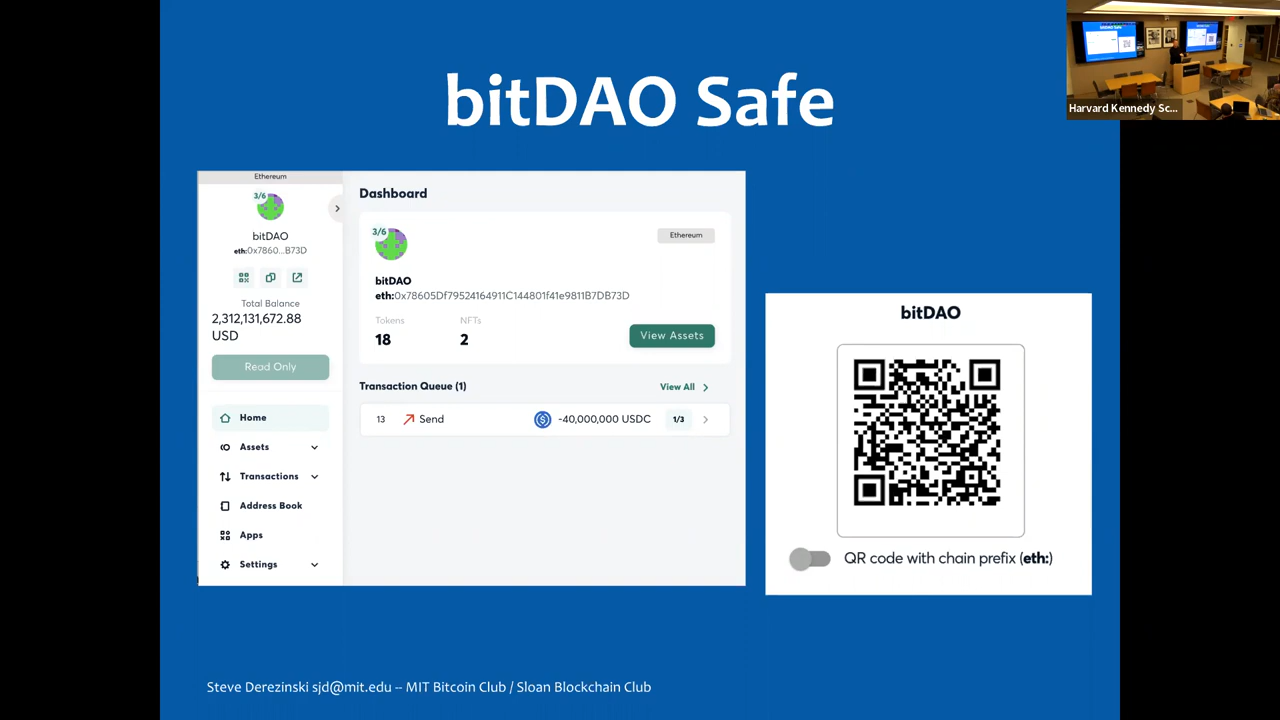 bitDAO Safe
Harvard Kennedy Sc...
Ethereum
3/6
bitDAO
eth:0x7860...B73D
Total Balance
2,312,131,672.88
USD
Read Only
Home
Assets
Transactions
Address Book
Apps
Settings
Dashboard
3/6
Ethereum
bitDAO
eth:0x78605Df79524164911C144801f41e9811B7DB73D
Tokens
NFTs
18
2
View Assets
Transaction Queue (1)
View All
13 Send -40,000,000 USDC 1/3
bitDAO
QR code with chain prefix (eth:)
Steve Derezinski sjd@mit.edu – MIT Bitcoin Club / Sloan Blockchain Club